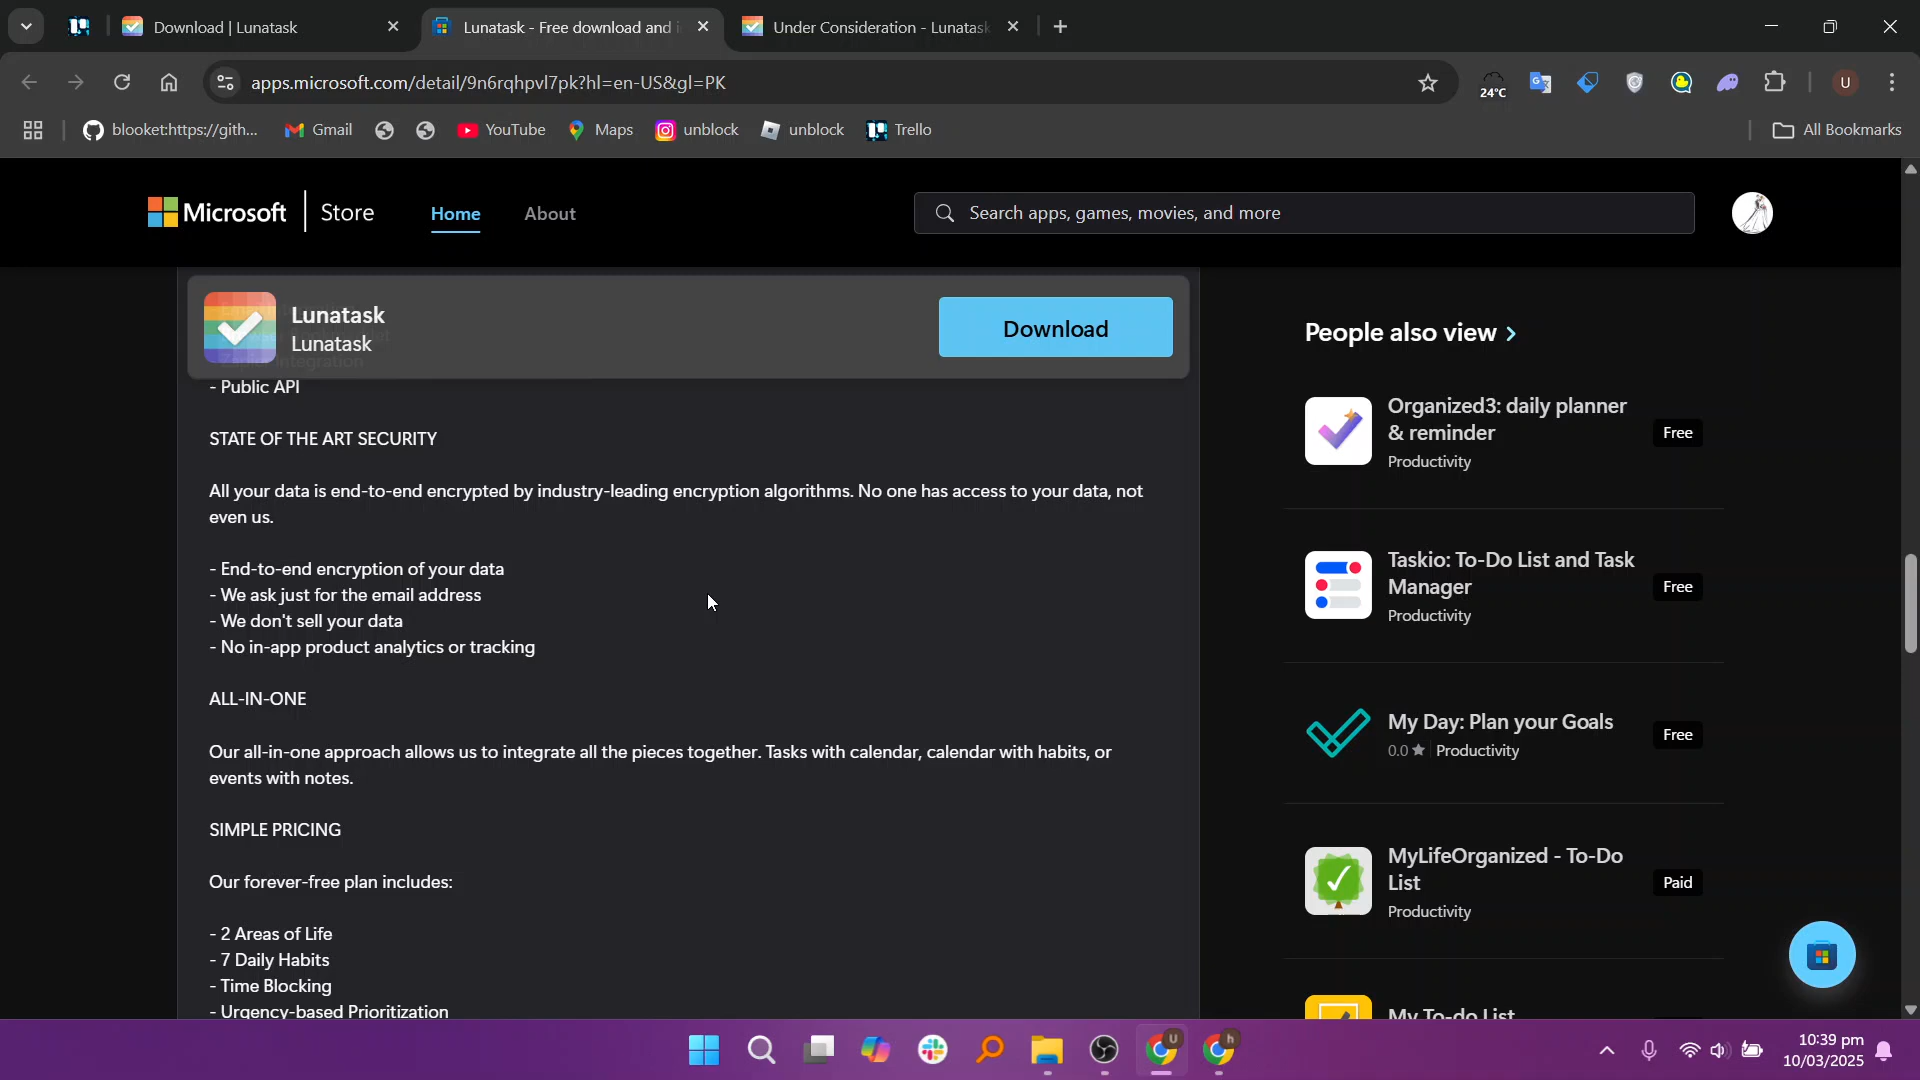 Download | Lunatask
Lunatask - Free download and i
Under Consideration - Lunatask
apps.microsoft.com/detail/9n6rqhpvl7pk?hl=en-US&gl=PK
24°C
U
blooket:https://gith...
Gmail
YouTube
Maps
unblock
unblock
Trello
All Bookmarks
Microsoft
Store
Home
About
Search apps, games, movies, and more
Lunatask
Lunatask
Download
- Public API
STATE OF THE ART SECURITY
All your data is end-to-end encrypted by industry-leading encryption algorithms. No one has access to your data, not
even us.
- End-to-end encryption of your data
- We ask just for the email address
- We don't sell your data
- No in-app product analytics or tracking
ALL-IN-ONE
Our all-in-one approach allows us to integrate all the pieces together. Tasks with calendar, calendar with habits, or
events with notes.
SIMPLE PRICING
Our forever-free plan includes:
- 2 Areas of Life
- 7 Daily Habits
- Time Blocking
- Urgency-based Prioritization
People also view
Organized3: daily planner
& reminder
Productivity
Free
Taskio: To-Do List and Task
Manager
Productivity
Free
My Day: Plan your Goals
0.0 ★ Productivity
Free
MyLifeOrganized - To-Do
List
Productivity
Paid
My To-do List
U
h
10:39 pm
10/03/2025